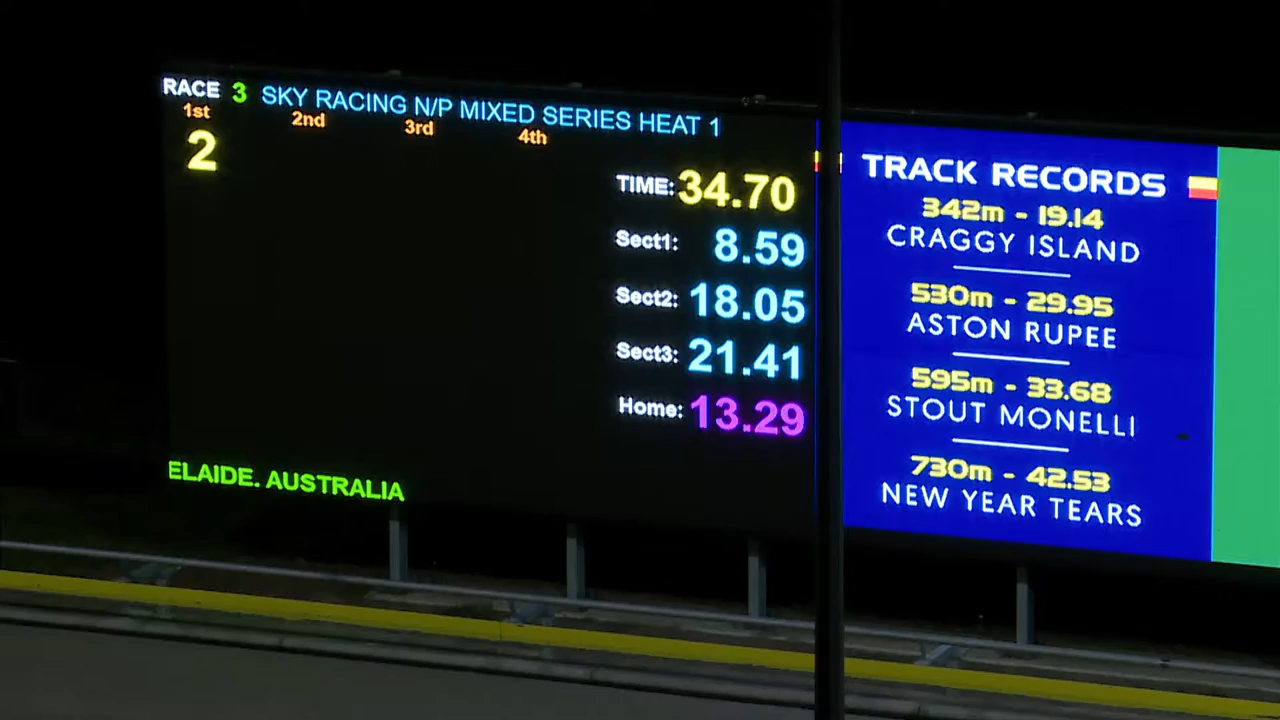 RACE 3 SKY RACING N/P MIXED SERIES HEAT 1
1st 2nd 3rd 4th
2
TIME: 34.70
Sect1: 8.59
Sect2: 18.05
Sect3: 21.41
Home: 13.29
ELAIDE. AUSTRALIA
TRACK RECORDS
342m - 19.14
CRAGGY ISLAND
530m - 29.95
ASTON RUPEE
595m - 33.68
STOUT MONELLI
730m - 42.53
NEW YEAR TEARS